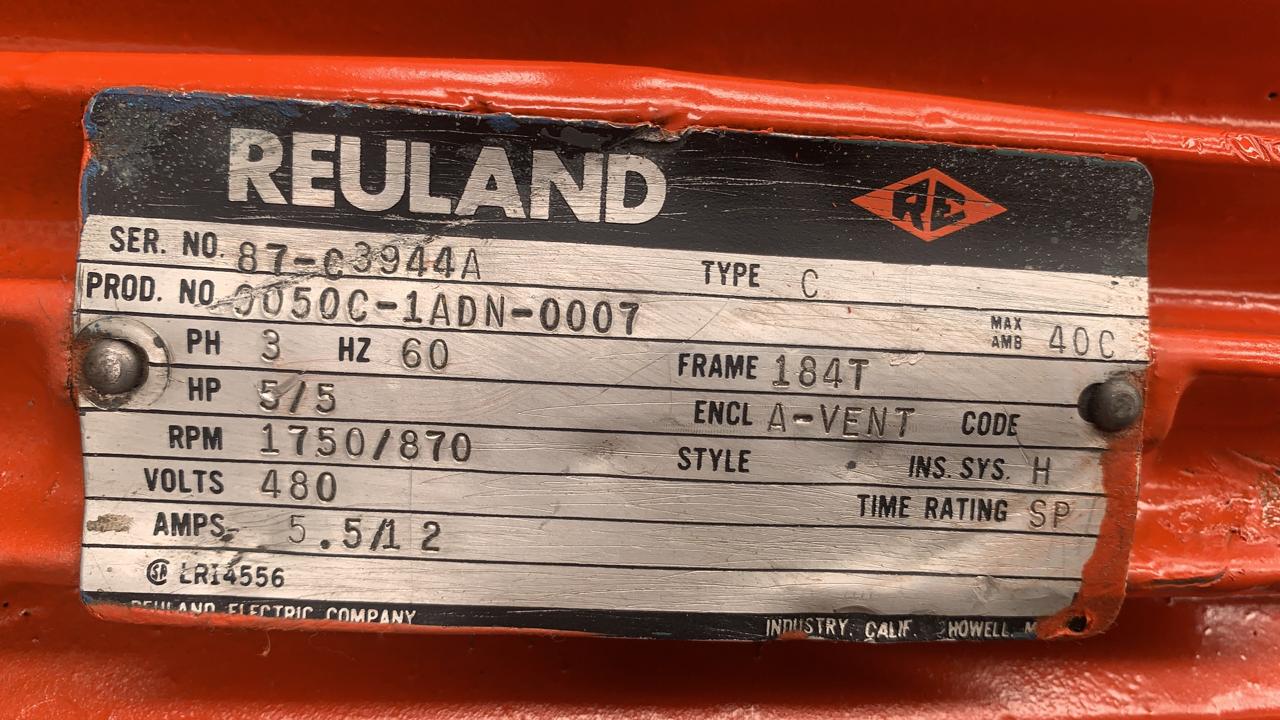 REULAND
RE
SER. NO. 87-C3944A TYPE C
PROD. NO 0050C-1ADN-0007 MAX AMB 40C
PH 3 HZ 60 FRAME 184T
HP 5/5 ENCL A-VENT CODE
RPM 1750/870 STYLE INS. SYS. H
VOLTS 480 TIME RATING SP
AMPS. 5.5/12
SA LR14556
REULAND ELECTRIC COMPANY INDUSTRY, CALIF. HOWELL,